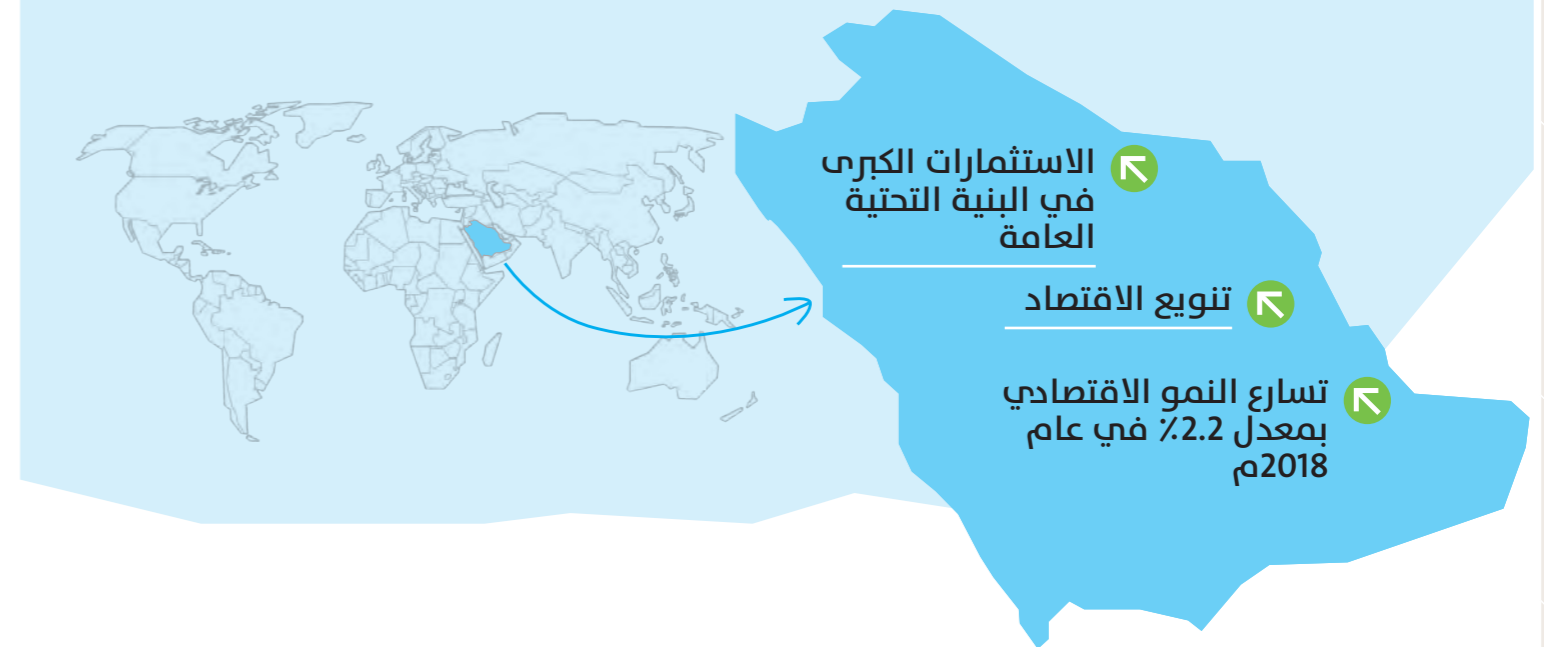 الاستثمارات الكبرى
في البنية التحتية
العامة
تنويع الاقتصاد
تسارع النمو الاقتصادي
بمعدل 2.2٪ في عام
2018م